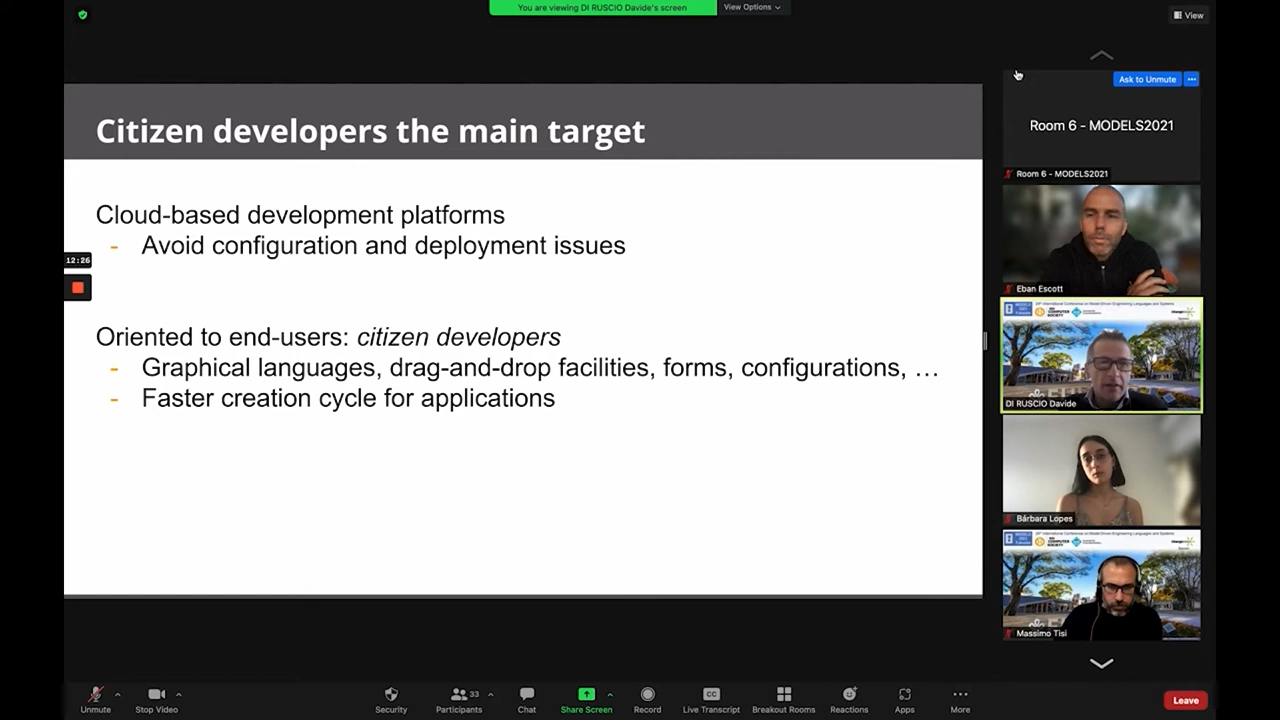 You are viewing DI RUSCIO Davide's screen
View Options
View
Citizen developers the main target
Cloud-based development platforms
- Avoid configuration and deployment issues
12:26
Oriented to end-users: citizen developers
- Graphical languages, drag-and-drop facilities, forms, configurations, …
- Faster creation cycle for applications
Ask to Unmute
Room 6 - MODELS2021
Room 6 - MODELS2021
Eban Escott
DI RUSCIO Davide
Bárbara Lopes
Massimo Tisi
Unmute
Stop Video
Security
Participants
33
Chat
Share Screen
Record
CC
Live Transcript
Breakout Rooms
Reactions
Apps
More
Leave